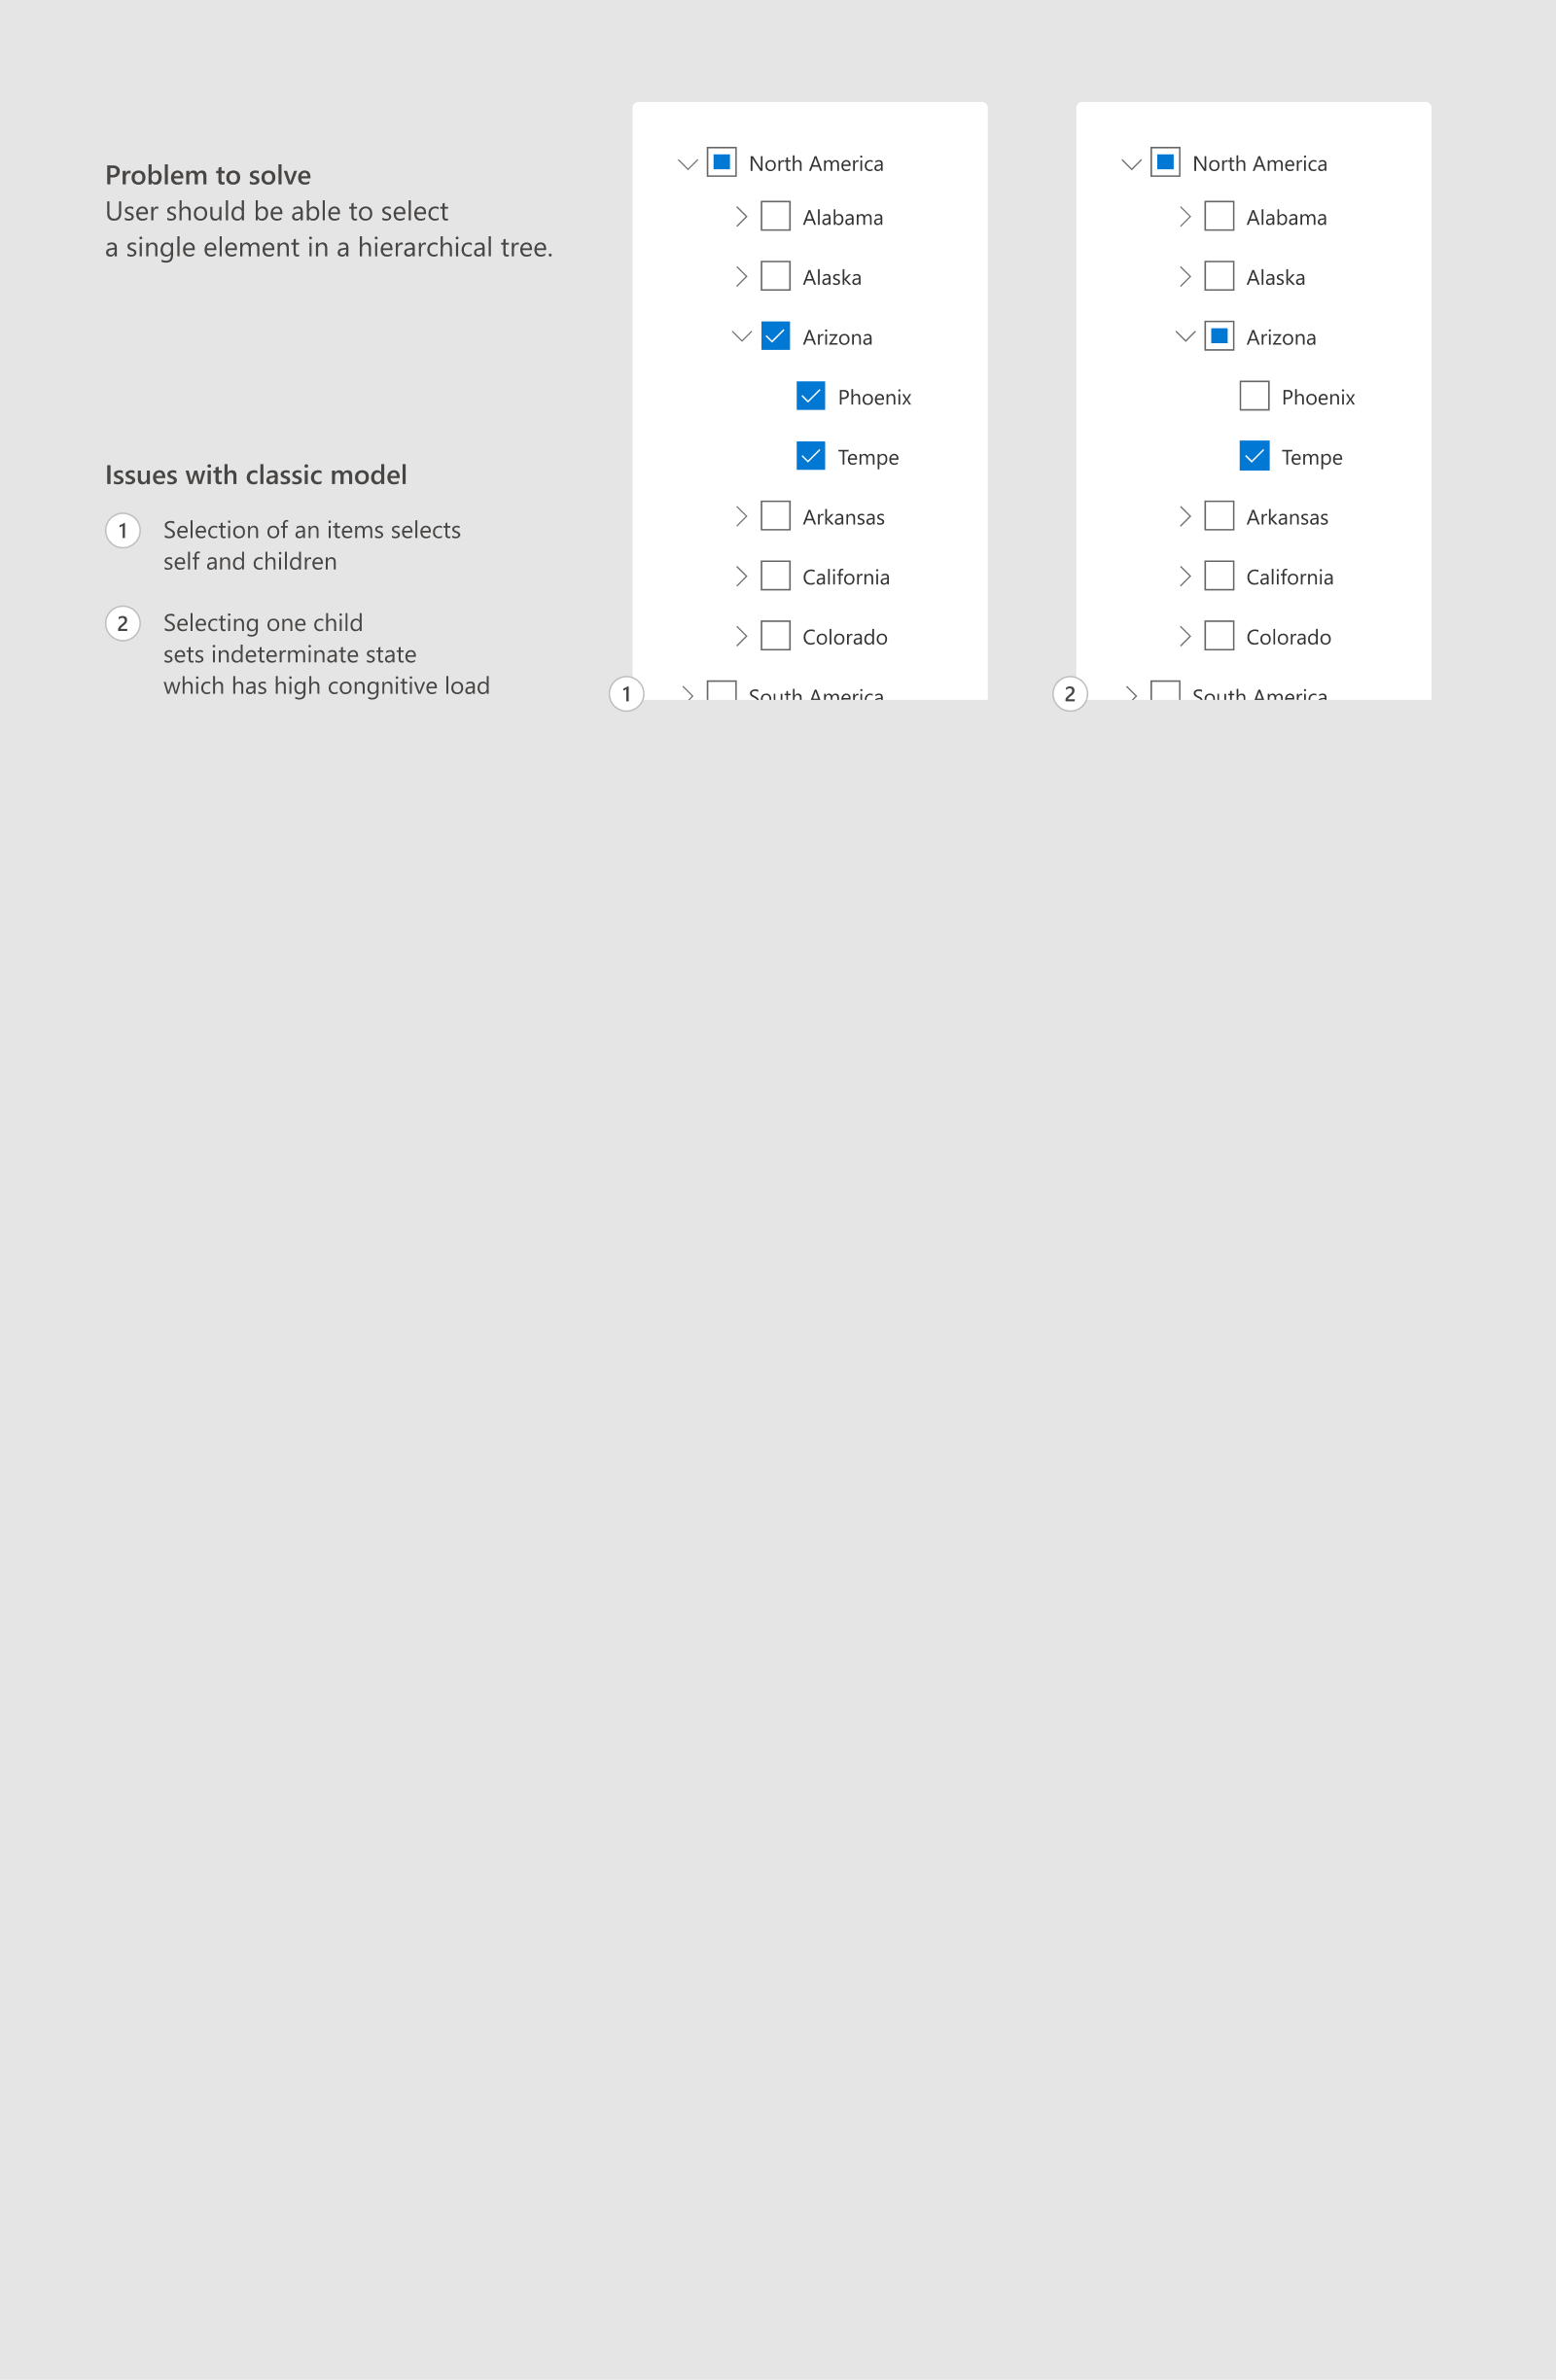 Problem to solve
User should be able to select
a single element in a hierarchical tree.
Issues with classic model
1 Selection of an items selects
self and children
2 Selecting one child
sets indeterminate state
which has high congnitive load
North America
Alabama
Alaska
Arizona
Phoenix
Tempe
Arkansas
California
Colorado
South America
1
North America
Alabama
Alaska
Arizona
Phoenix
Tempe
Arkansas
California
Colorado
South America
2